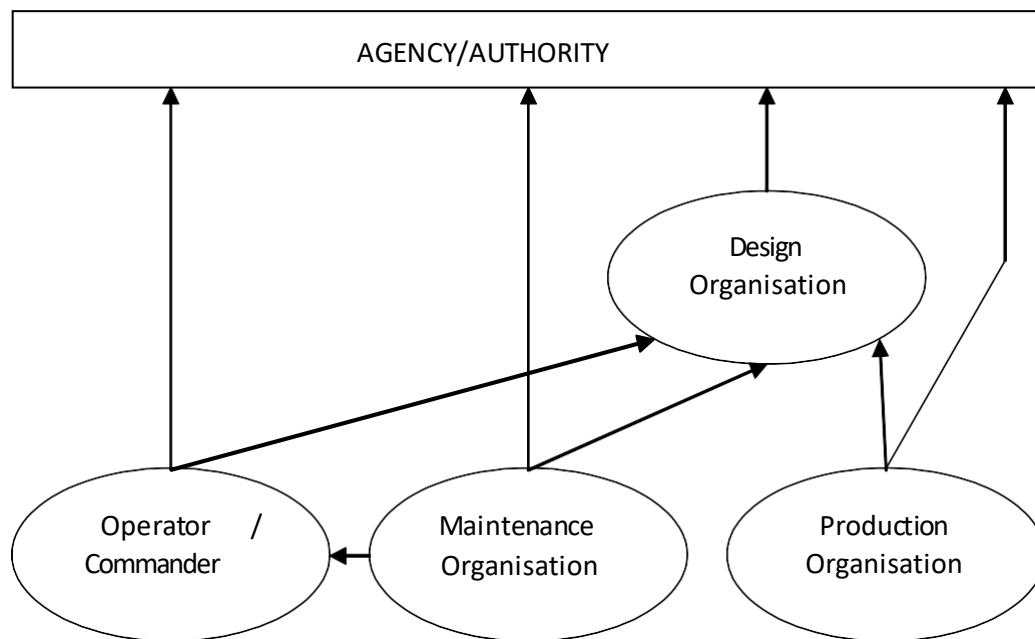 AGENCY/AUTHORITY
Design
Organisation
Operator /
Commander
Maintenance
Organisation
Production
Organisation